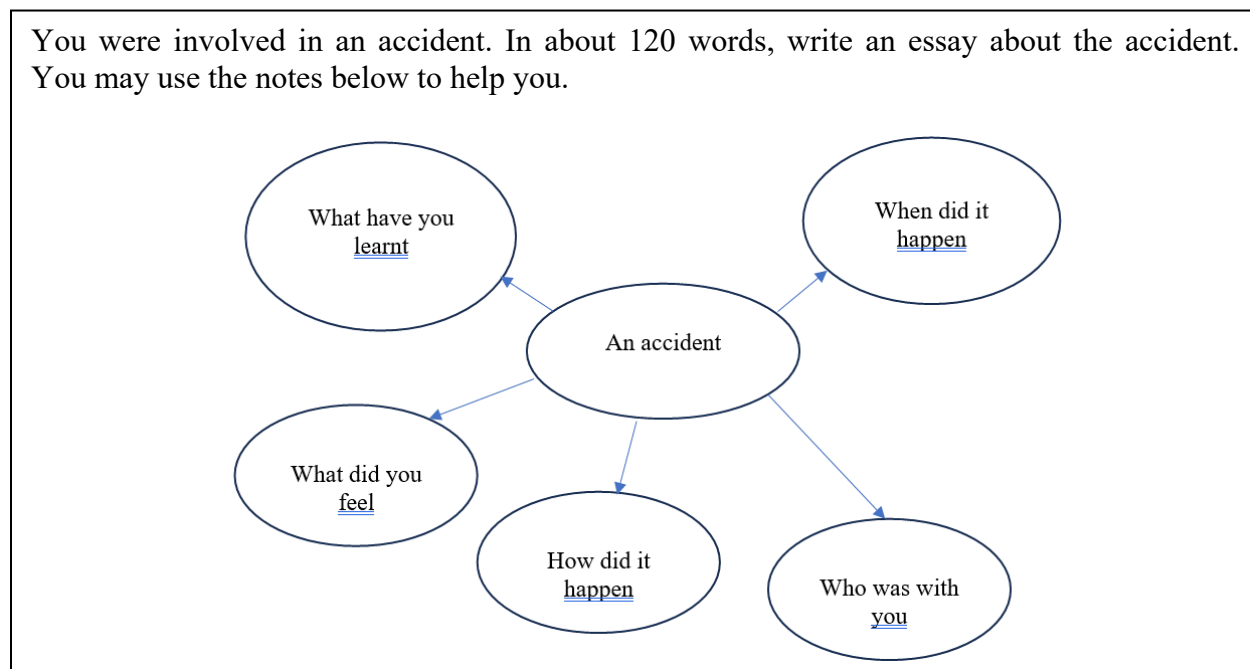 You were involved in an accident. In about 120 words, write an essay about the accident.
You may use the notes below to help you.
What have you
learnt
When did it
happen
An accident
What did you
feel
How did it
happen
Who was with
you